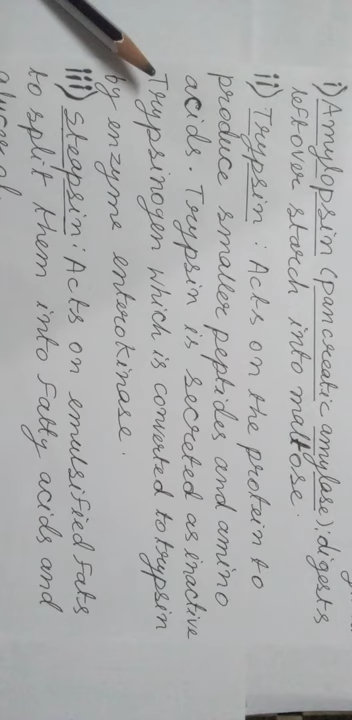 i) Amylopsin (pancreatic amylase), digests
leftover starch into maltose.
ii) Trypsin : Acts on the protein to
produce smaller peptides and amino
acids. Trypsin is secreted as inactive
Trypsinogen which is converted to trypsin
by enzyme enterokinase.
iii) Steapsin : Acts on emulsified fats
to split them into fatty acids and
glycerol.